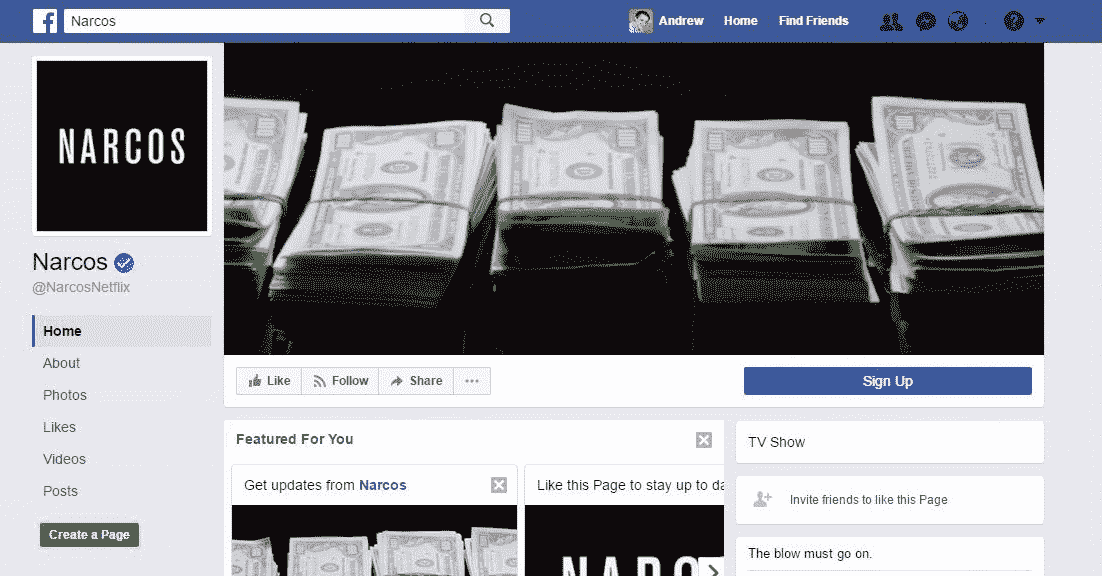 Narcos
Andrew
Home
Find Friends
NARCOS
Narcos
@NarcosNetflix
Home
About
Photos
Likes
Videos
Posts
Create a Page
Like
Follow
Share
Sign Up
Featured For You
Get updates from Narcos
Like this Page to stay up to da
NARCO
TV Show
Invite friends to like this Page
The blow must go on.